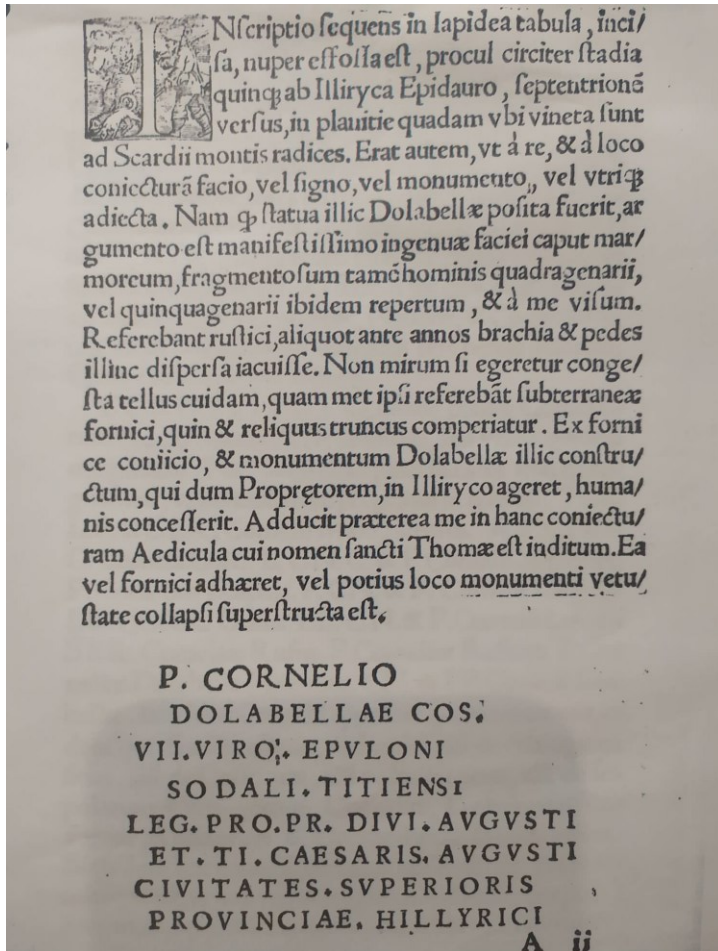 INſcriptio ſequens in lapidea tabula, inci/
ſa, nuper effoſſa eſt, procul circiter ſtadia
quinqꝫ ab Illiryca Epidauro, ſeptentrionē
verſus, in planitie quadam vbi vineta ſunt
ad Scardii montis radices. Erat autem, vt à re, & à loco
coniecturā facio, vel ſigno, vel monumento, vel vtriqꝫ
adiecta. Nam ꝙ ſtatua illic Dolabellæ poſita fuerit, ar
gumento eſt manifeſtiſſimo ingenuæ faciei caput mar/
moreum, fragmentoſum tamē hominis quadragenarii,
vel quinquagenarii ibidem repertum, & à me viſum.
Referebant ruſtici, aliquot ante annos brachia & pedes
illinc diſperſa iacuiſſe. Non mirum ſi egeretur conge/
ſta tellus cuidam, quam met ipſi referebāt ſubterraneæ
fornici, quin & reliquus truncus comperiatur. Ex forni
ce coniicio, & monumentum Dolabellæ illic conſtru/
ctum, qui dum Proprętorem, in Illiryco ageret, huma/
nis conceſſerit. Adducit præterea me in hanc coniectu/
ram Aedicula cui nomen ſancti Thomæ eſt inditum. Ea
vel fornici adhæret, vel potius loco monumenti vetu/
ſtate collapſi ſuperſtructa eſt.
P. CORNELIO
DOLABELLAE COS.
VII. VIRO. EPVLONI
SODALI. TITIENSI
LEG. PRO. PR. DIVI. AVGVSTI
ET. TI. CAESARIS. AVGVSTI
CIVITATES. SVPERIORIS
PROVINCIAE. HILLYRICI
A ii